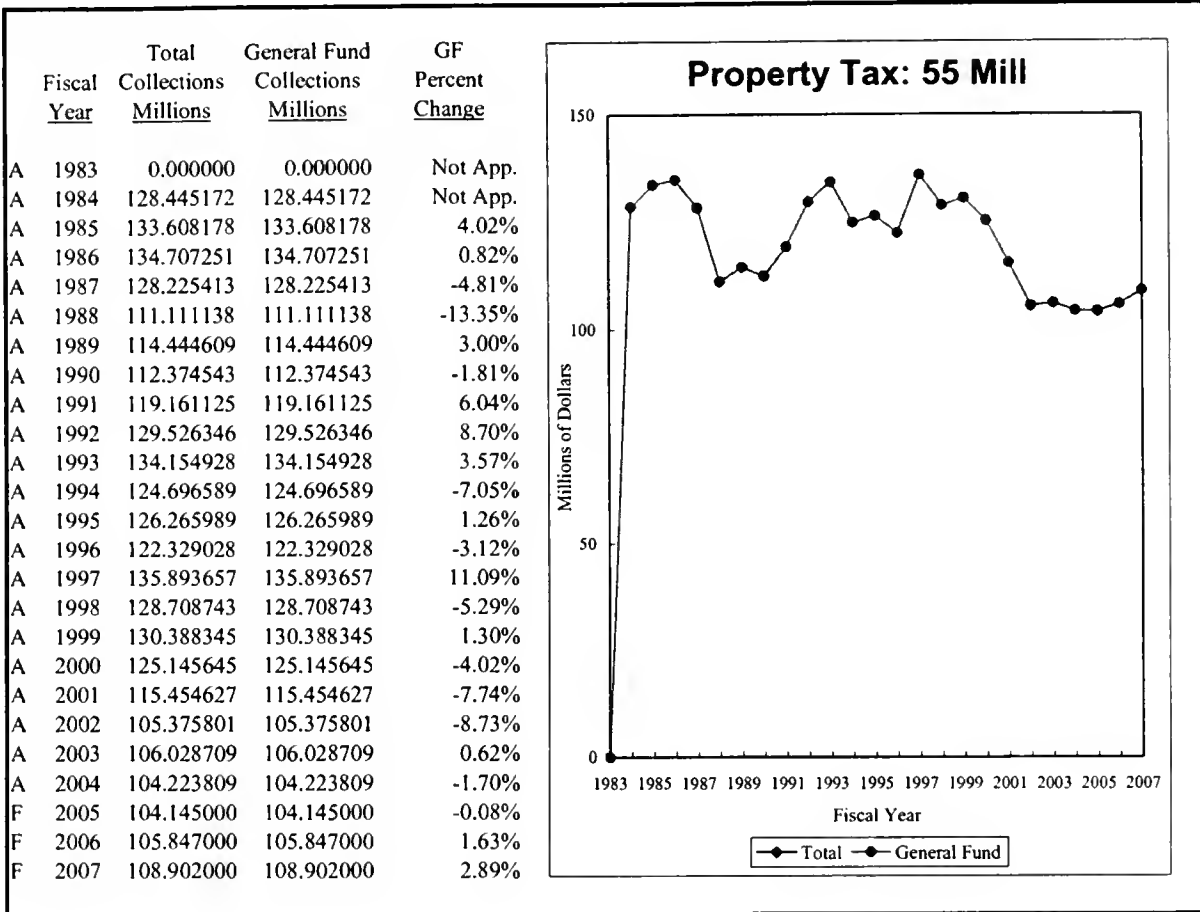 Total General Fund GF
Fiscal Collections Collections Percent
Year Millions Millions Change
A 1983 0.000000 0.000000 Not App.
A 1984 128.445172 128.445172 Not App.
A 1985 133.608178 133.608178 4.02%
A 1986 134.707251 134.707251 0.82%
A 1987 128.225413 128.225413 -4.81%
A 1988 111.111138 111.111138 -13.35%
A 1989 114.444609 114.444609 3.00%
A 1990 112.374543 112.374543 -1.81%
A 1991 119.161125 119.161125 6.04%
A 1992 129.526346 129.526346 8.70%
A 1993 134.154928 134.154928 3.57%
A 1994 124.696589 124.696589 -7.05%
A 1995 126.265989 126.265989 1.26%
A 1996 122.329028 122.329028 -3.12%
A 1997 135.893657 135.893657 11.09%
A 1998 128.708743 128.708743 -5.29%
A 1999 130.388345 130.388345 1.30%
A 2000 125.145645 125.145645 -4.02%
A 2001 115.454627 115.454627 -7.74%
A 2002 105.375801 105.375801 -8.73%
A 2003 106.028709 106.028709 0.62%
A 2004 104.223809 104.223809 -1.70%
F 2005 104.145000 104.145000 -0.08%
F 2006 105.847000 105.847000 1.63%
F 2007 108.902000 108.902000 2.89%
Property Tax: 55 Mill
150
100
50
0
Millions of Dollars
1983 1985 1987 1989 1991 1993 1995 1997 1999 2001 2003 2005 2007
Fiscal Year
Total General Fund